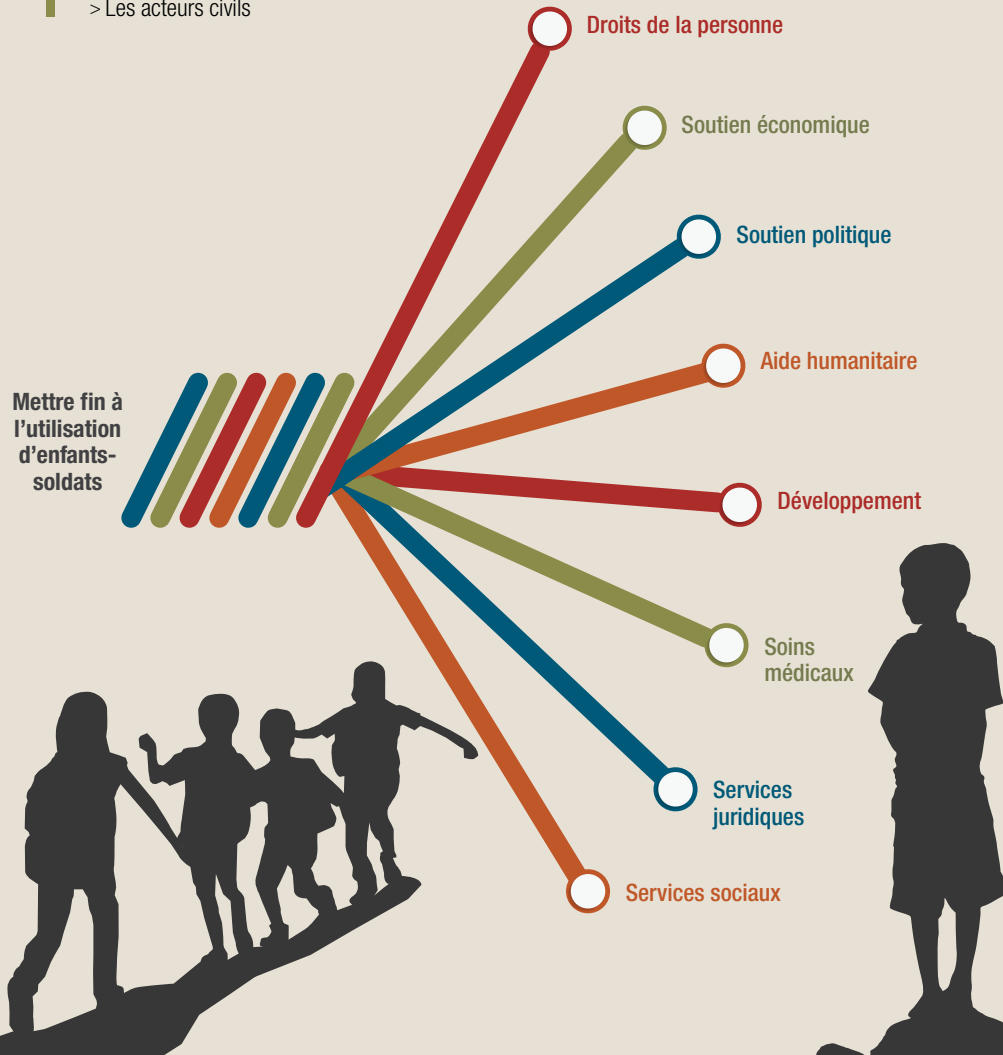 > Les acteurs civils
Droits de la personne
Soutien économique
Soutien politique
Aide humanitaire
Mettre fin à
l’utilisation
d’enfants-
soldats
Développement
Soins
médicaux
Services
juridiques
Services sociaux